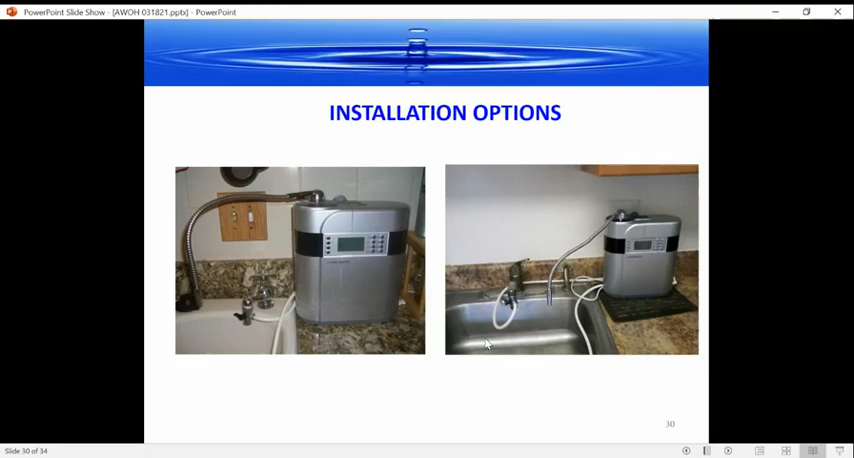 PowerPoint Slide Show - [AWOH 031821.pptx] - PowerPoint
INSTALLATION OPTIONS
30
Slide 30 of 34